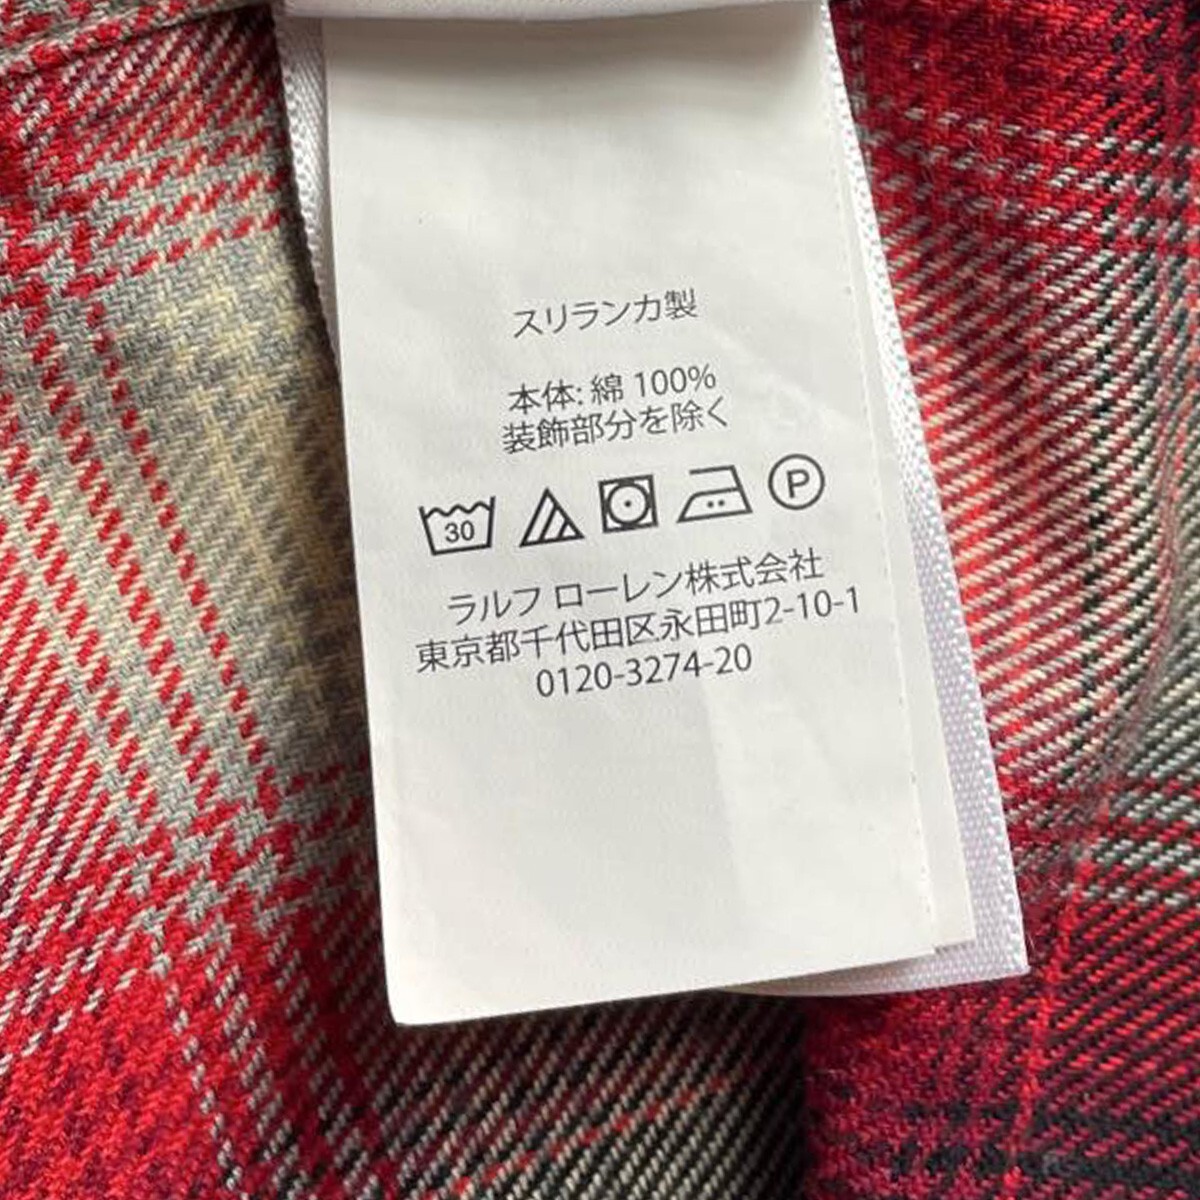 スリランカ製
本体: 綿 100%
装飾部分を除く
30 P
ラルフ ローレン株式会社
東京都千代田区永田町2-10-1
0120-3274-20